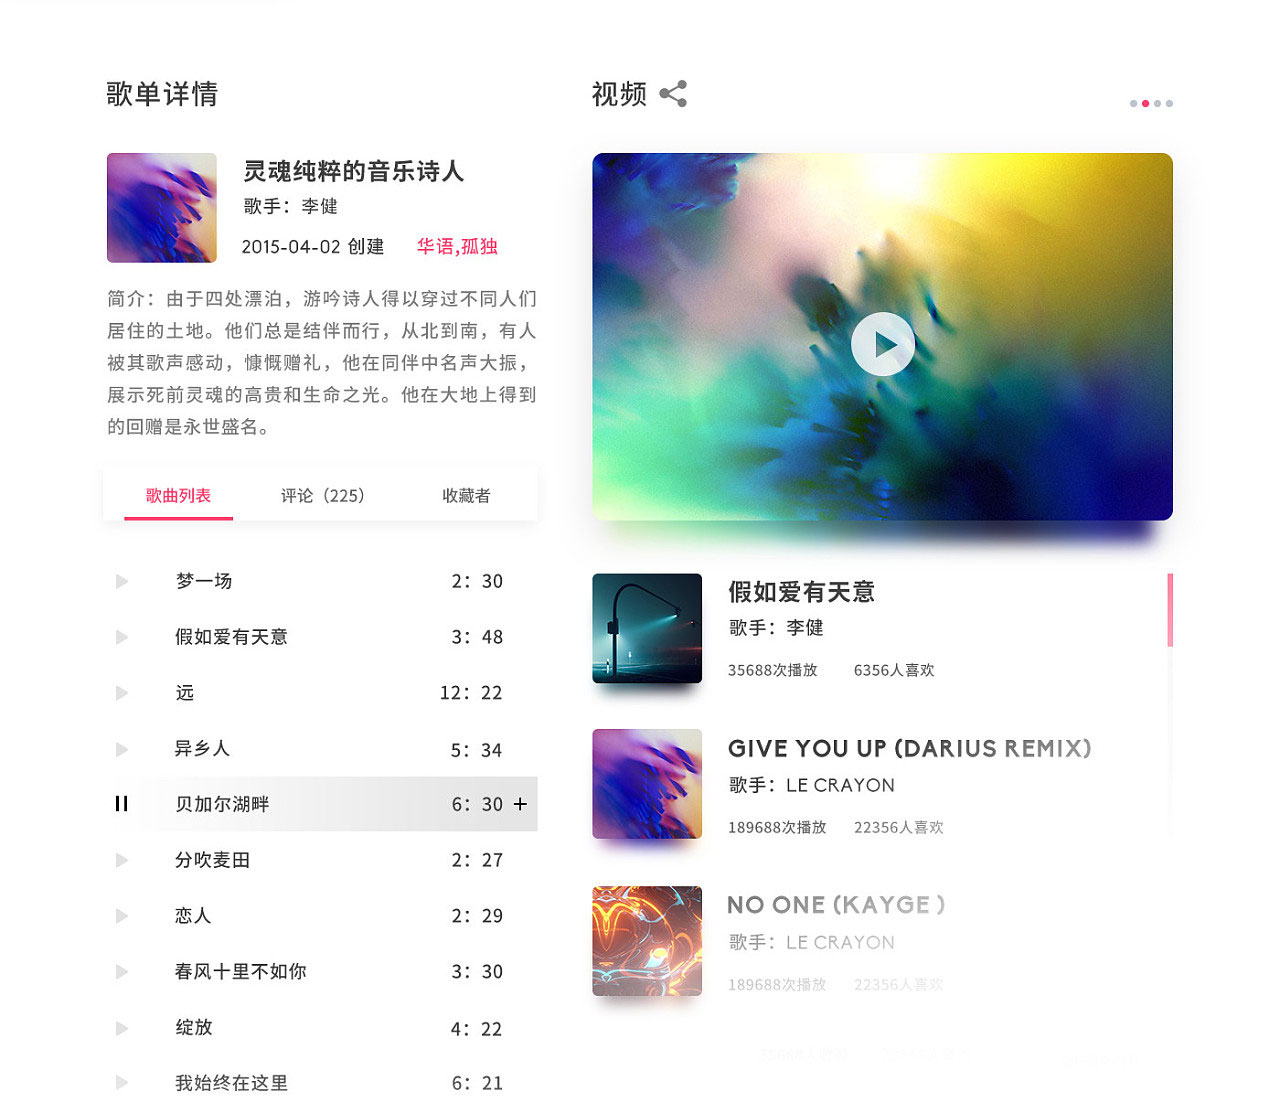 歌单详情
灵魂纯粹的音乐诗人
歌手：李健
2015-04-02 创建 华语,孤独
简介：由于四处漂泊，游吟诗人得以穿过不同人们
居住的土地。他们总是结伴而行，从北到南，有人
被其歌声感动，慷慨赠礼，他在同伴中名声大振，
展示死前灵魂的高贵和生命之光。他在大地上得到
的回赠是永世盛名。
歌曲列表 评论（225） 收藏者
梦一场 2：30
假如爱有天意 3：48
远 12：22
异乡人 5：34
贝加尔湖畔 6：30 +
分吹麦田 2：27
恋人 2：29
春风十里不如你 3：30
绽放 4：22
我始终在这里 6：21
视频
假如爱有天意
歌手：李健
35688次播放 6356人喜欢
GIVE YOU UP (DARIUS REMIX)
歌手：LE CRAYON
189688次播放 22356人喜欢
NO ONE (KAYGE )
歌手：LE CRAYON
189688次播放 22356人喜欢